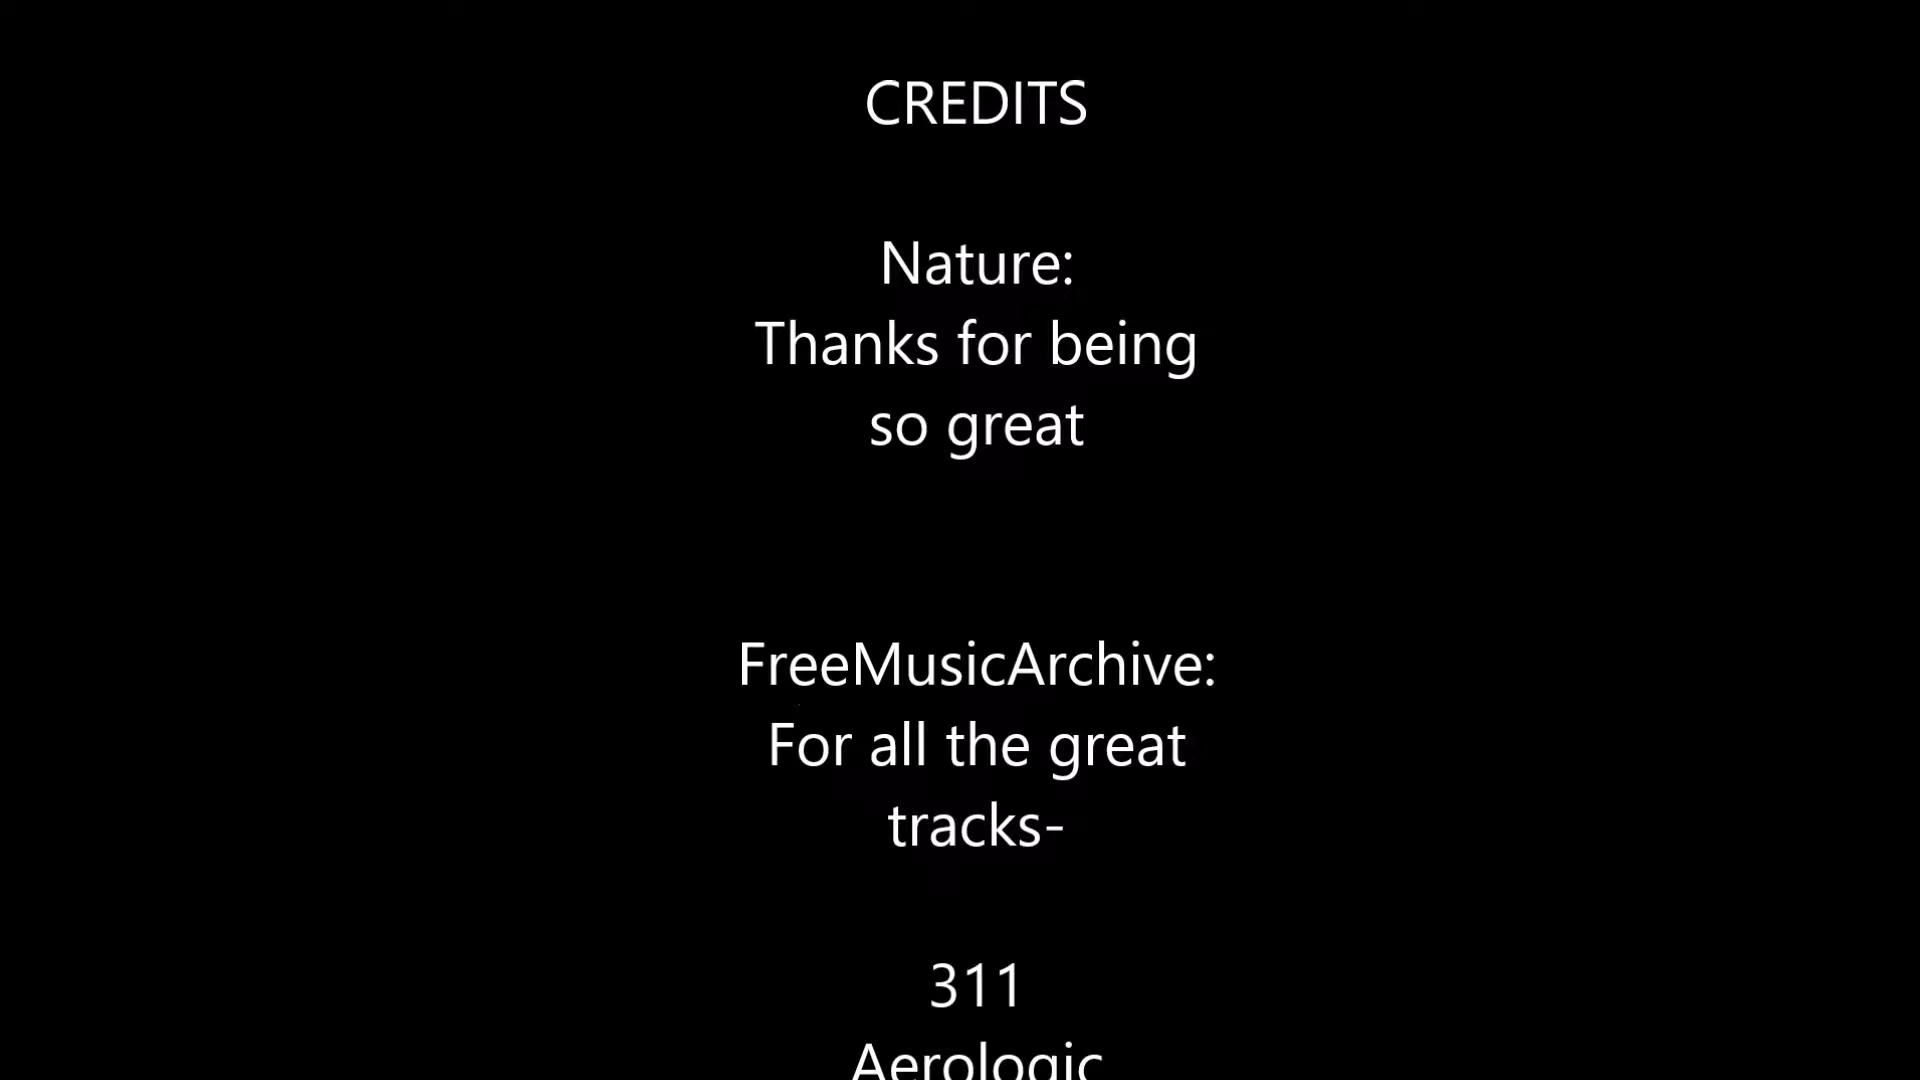 CREDITS
Nature:
Thanks for being
so great
FreeMusicArchive:
For all the great
tracks-
311
Aerologic